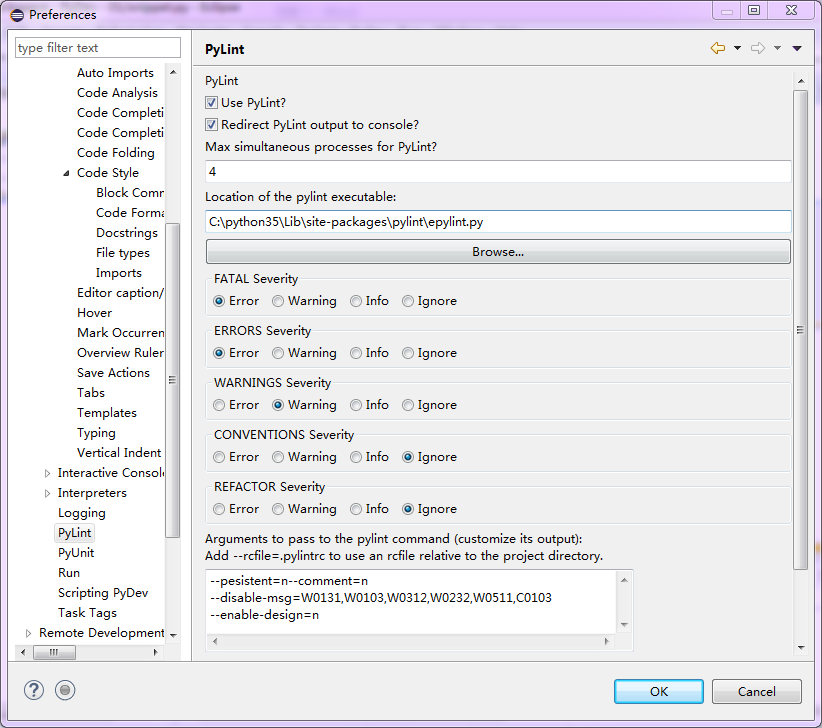 Preferences
type filter text
Auto Imports
Code Analysis
Code Completi
Code Completi
Code Folding
Code Style
Block Comm
Code Forma
Docstrings
File types
Imports
Editor caption/
Hover
Mark Occurren
Overview Ruler
Save Actions
Tabs
Templates
Typing
Vertical Indent
Interactive Console
Interpreters
Logging
PyLint
PyUnit
Run
Scripting PyDev
Task Tags
Remote Development
PyLint
PyLint
Use PyLint?
Redirect PyLint output to console?
Max simultaneous processes for PyLint?
4
Location of the pylint executable:
C:\python35\Lib\site-packages\pylint\epylint.py
Browse...
FATAL Severity
Error Warning Info Ignore
ERRORS Severity
Error Warning Info Ignore
WARNINGS Severity
Error Warning Info Ignore
CONVENTIONS Severity
Error Warning Info Ignore
REFACTOR Severity
Error Warning Info Ignore
Arguments to pass to the pylint command (customize its output):
Add --rcfile=.pylintrc to use an rcfile relative to the project directory.
--pesistent=n--comment=n
--disable-msg=W0131,W0103,W0312,W0232,W0511,C0103
--enable-design=n
?
OK
Cancel